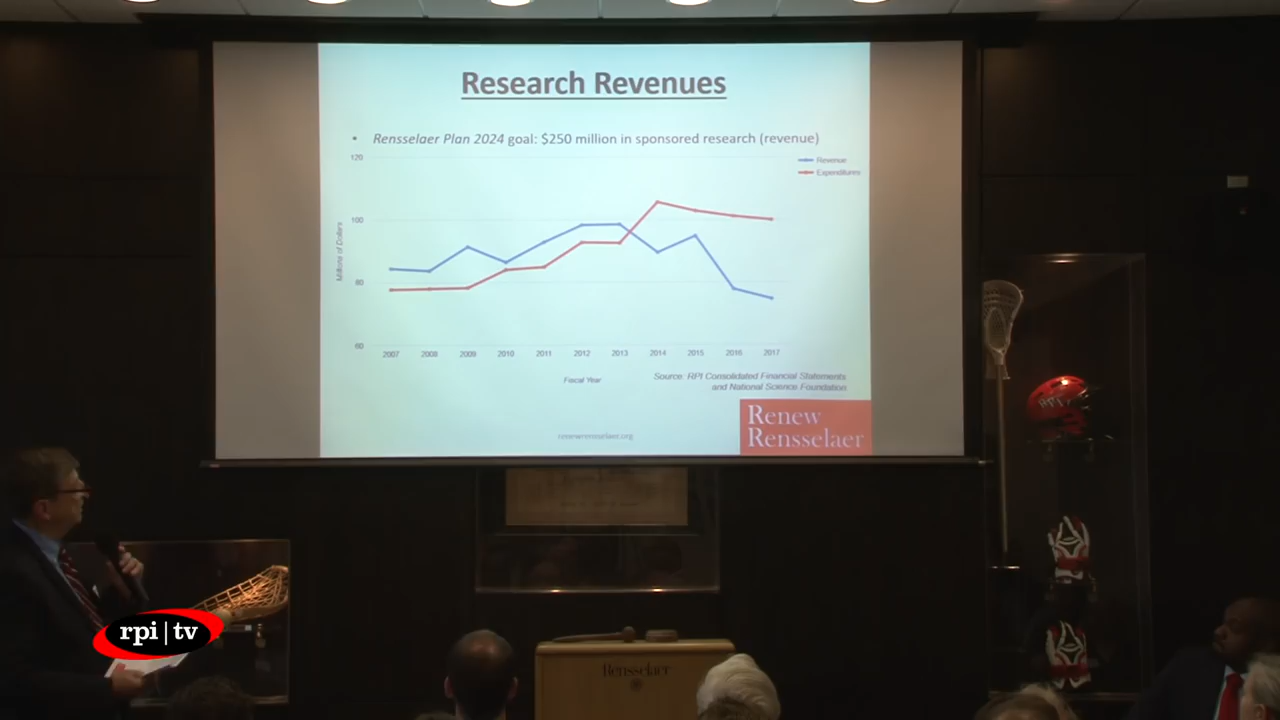 Research Revenues
• Rensselaer Plan 2024 goal: $250 million in sponsored research (revenue)
120
Revenue
Expenditures
100
Millions of Dollars
80
60
2007 2008 2009 2010 2011 2012 2013 2014 2015 2016 2017
Fiscal Year
Source: RPI Consolidated Financial Statements
and National Science Foundation
Renew
Rensselaer
renewrensselaer.org
RPI
rpi|tv
Rensselaer